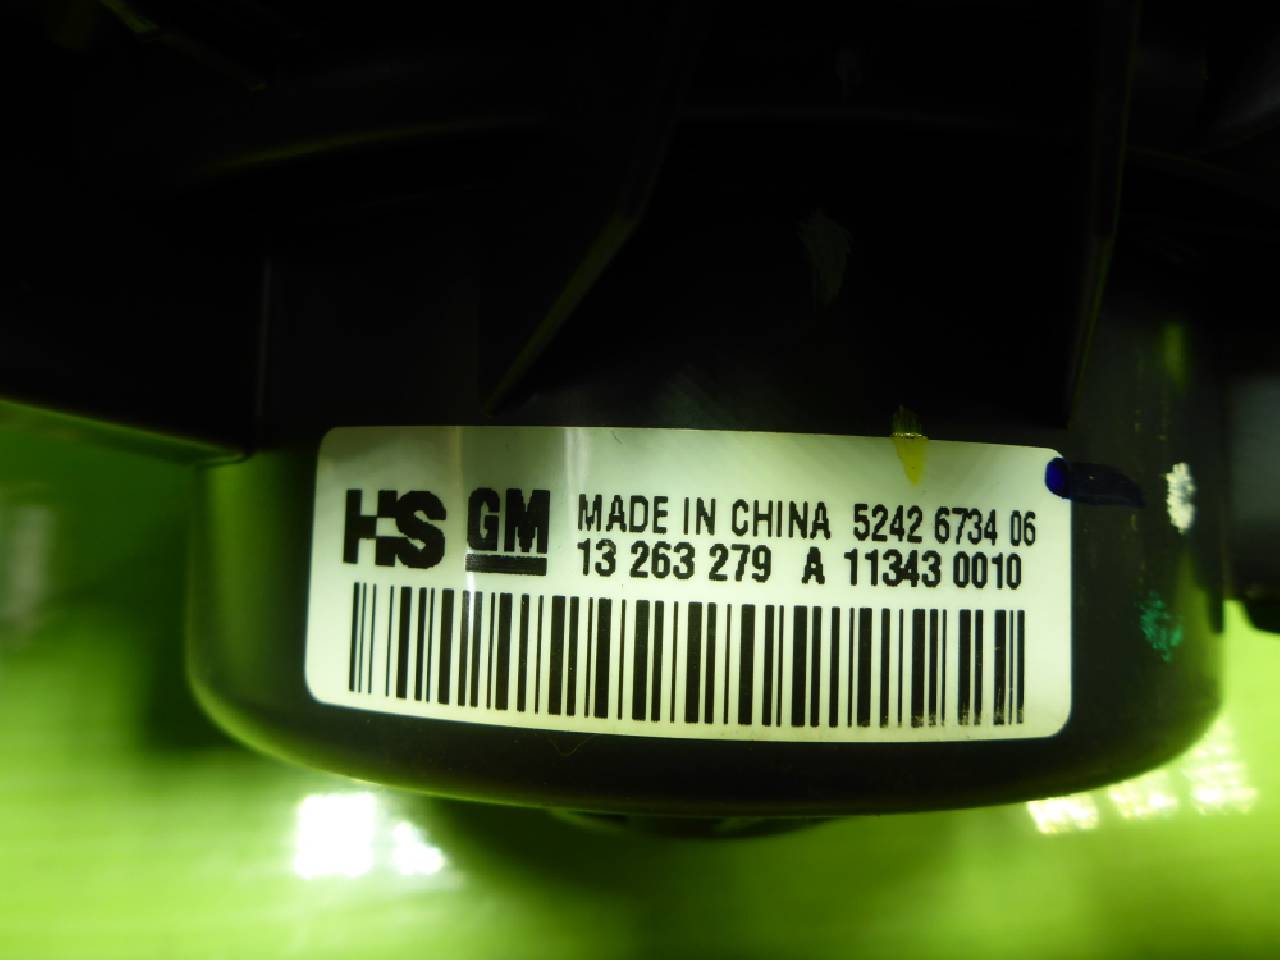 HS GM MADE IN CHINA 5242 6734 06
13 263 279 A 11343 0010